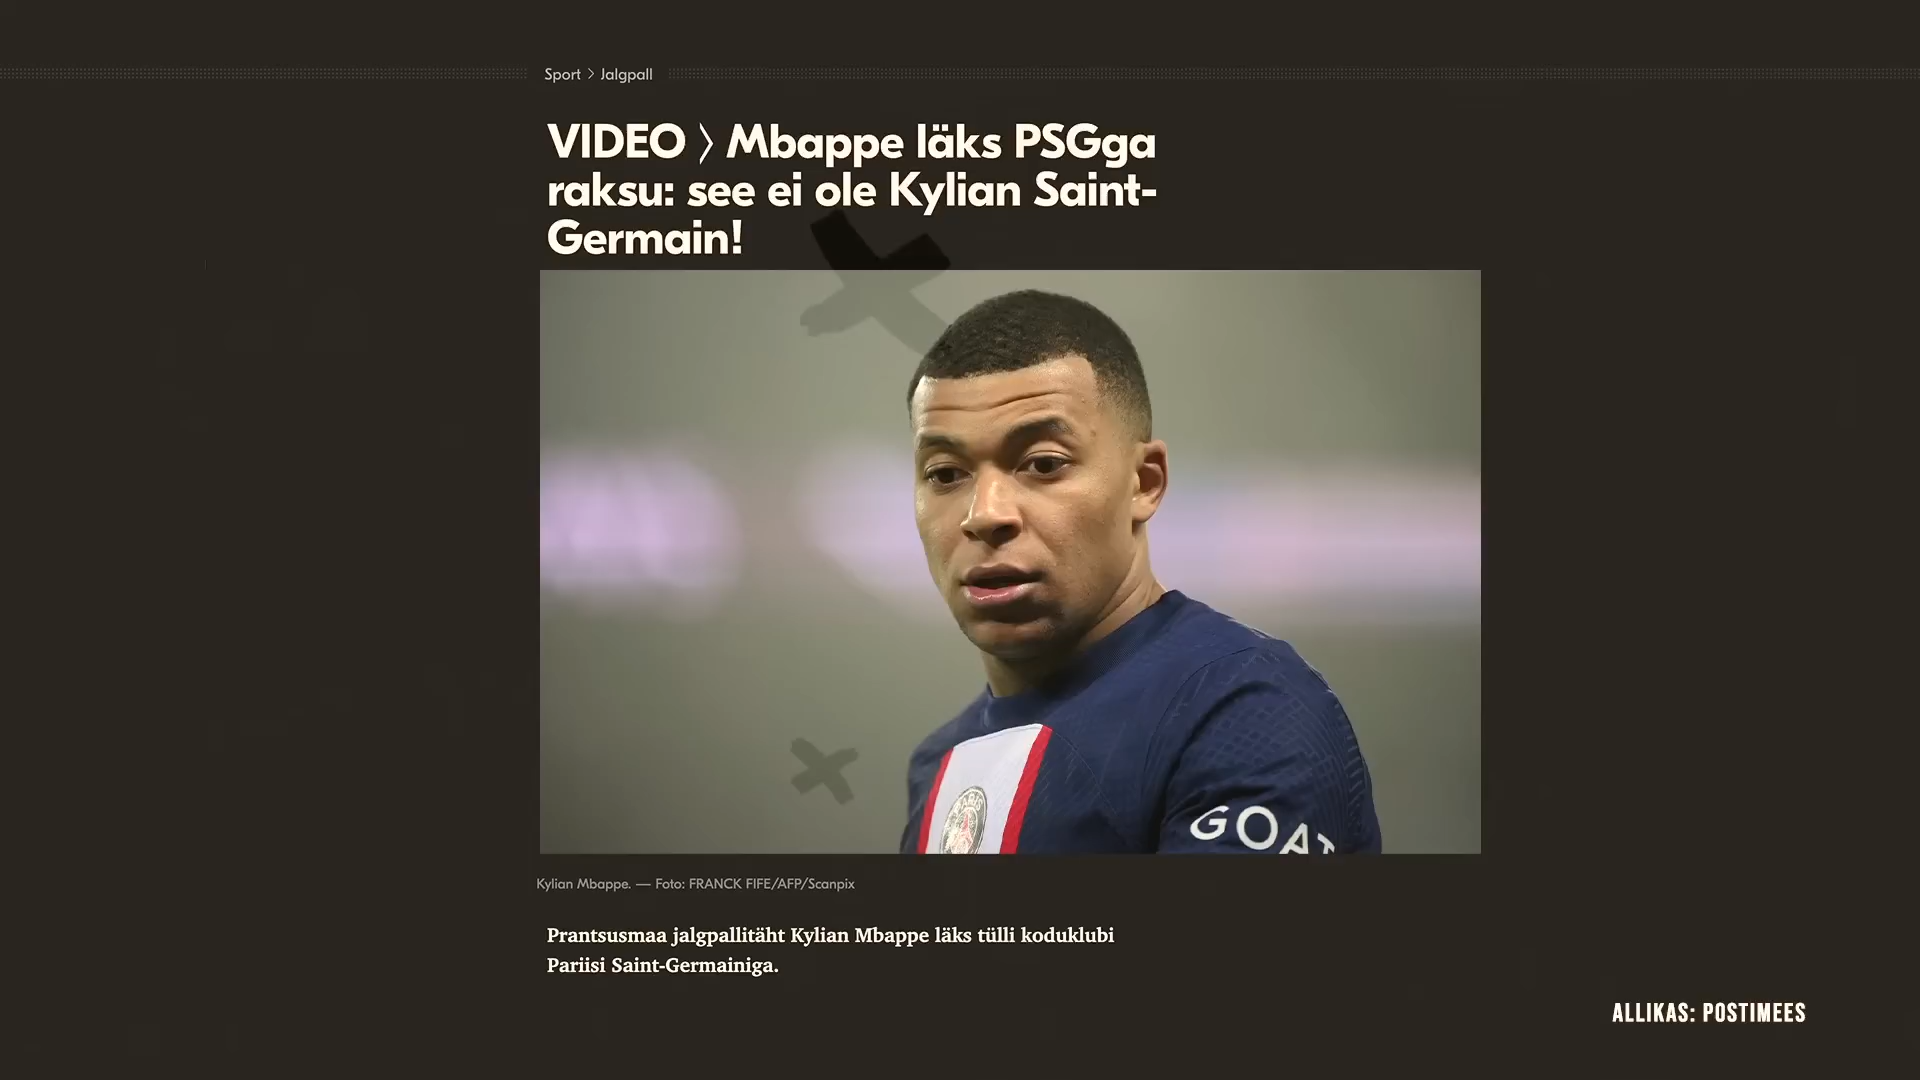 Sport > Jalgpall
VIDEO 〉 Mbappe läks PSGga
raksu: see ei ole Kylian Saint-
Germain!
PARIS
GOAT
Kylian Mbappe. — Foto: FRANCK FIFE/AFP/Scanpix
Prantsusmaa jalgpallitäht Kylian Mbappe läks tülli koduklubi
Pariisi Saint-Germainiga.
ALLIKAS: POSTIMEES